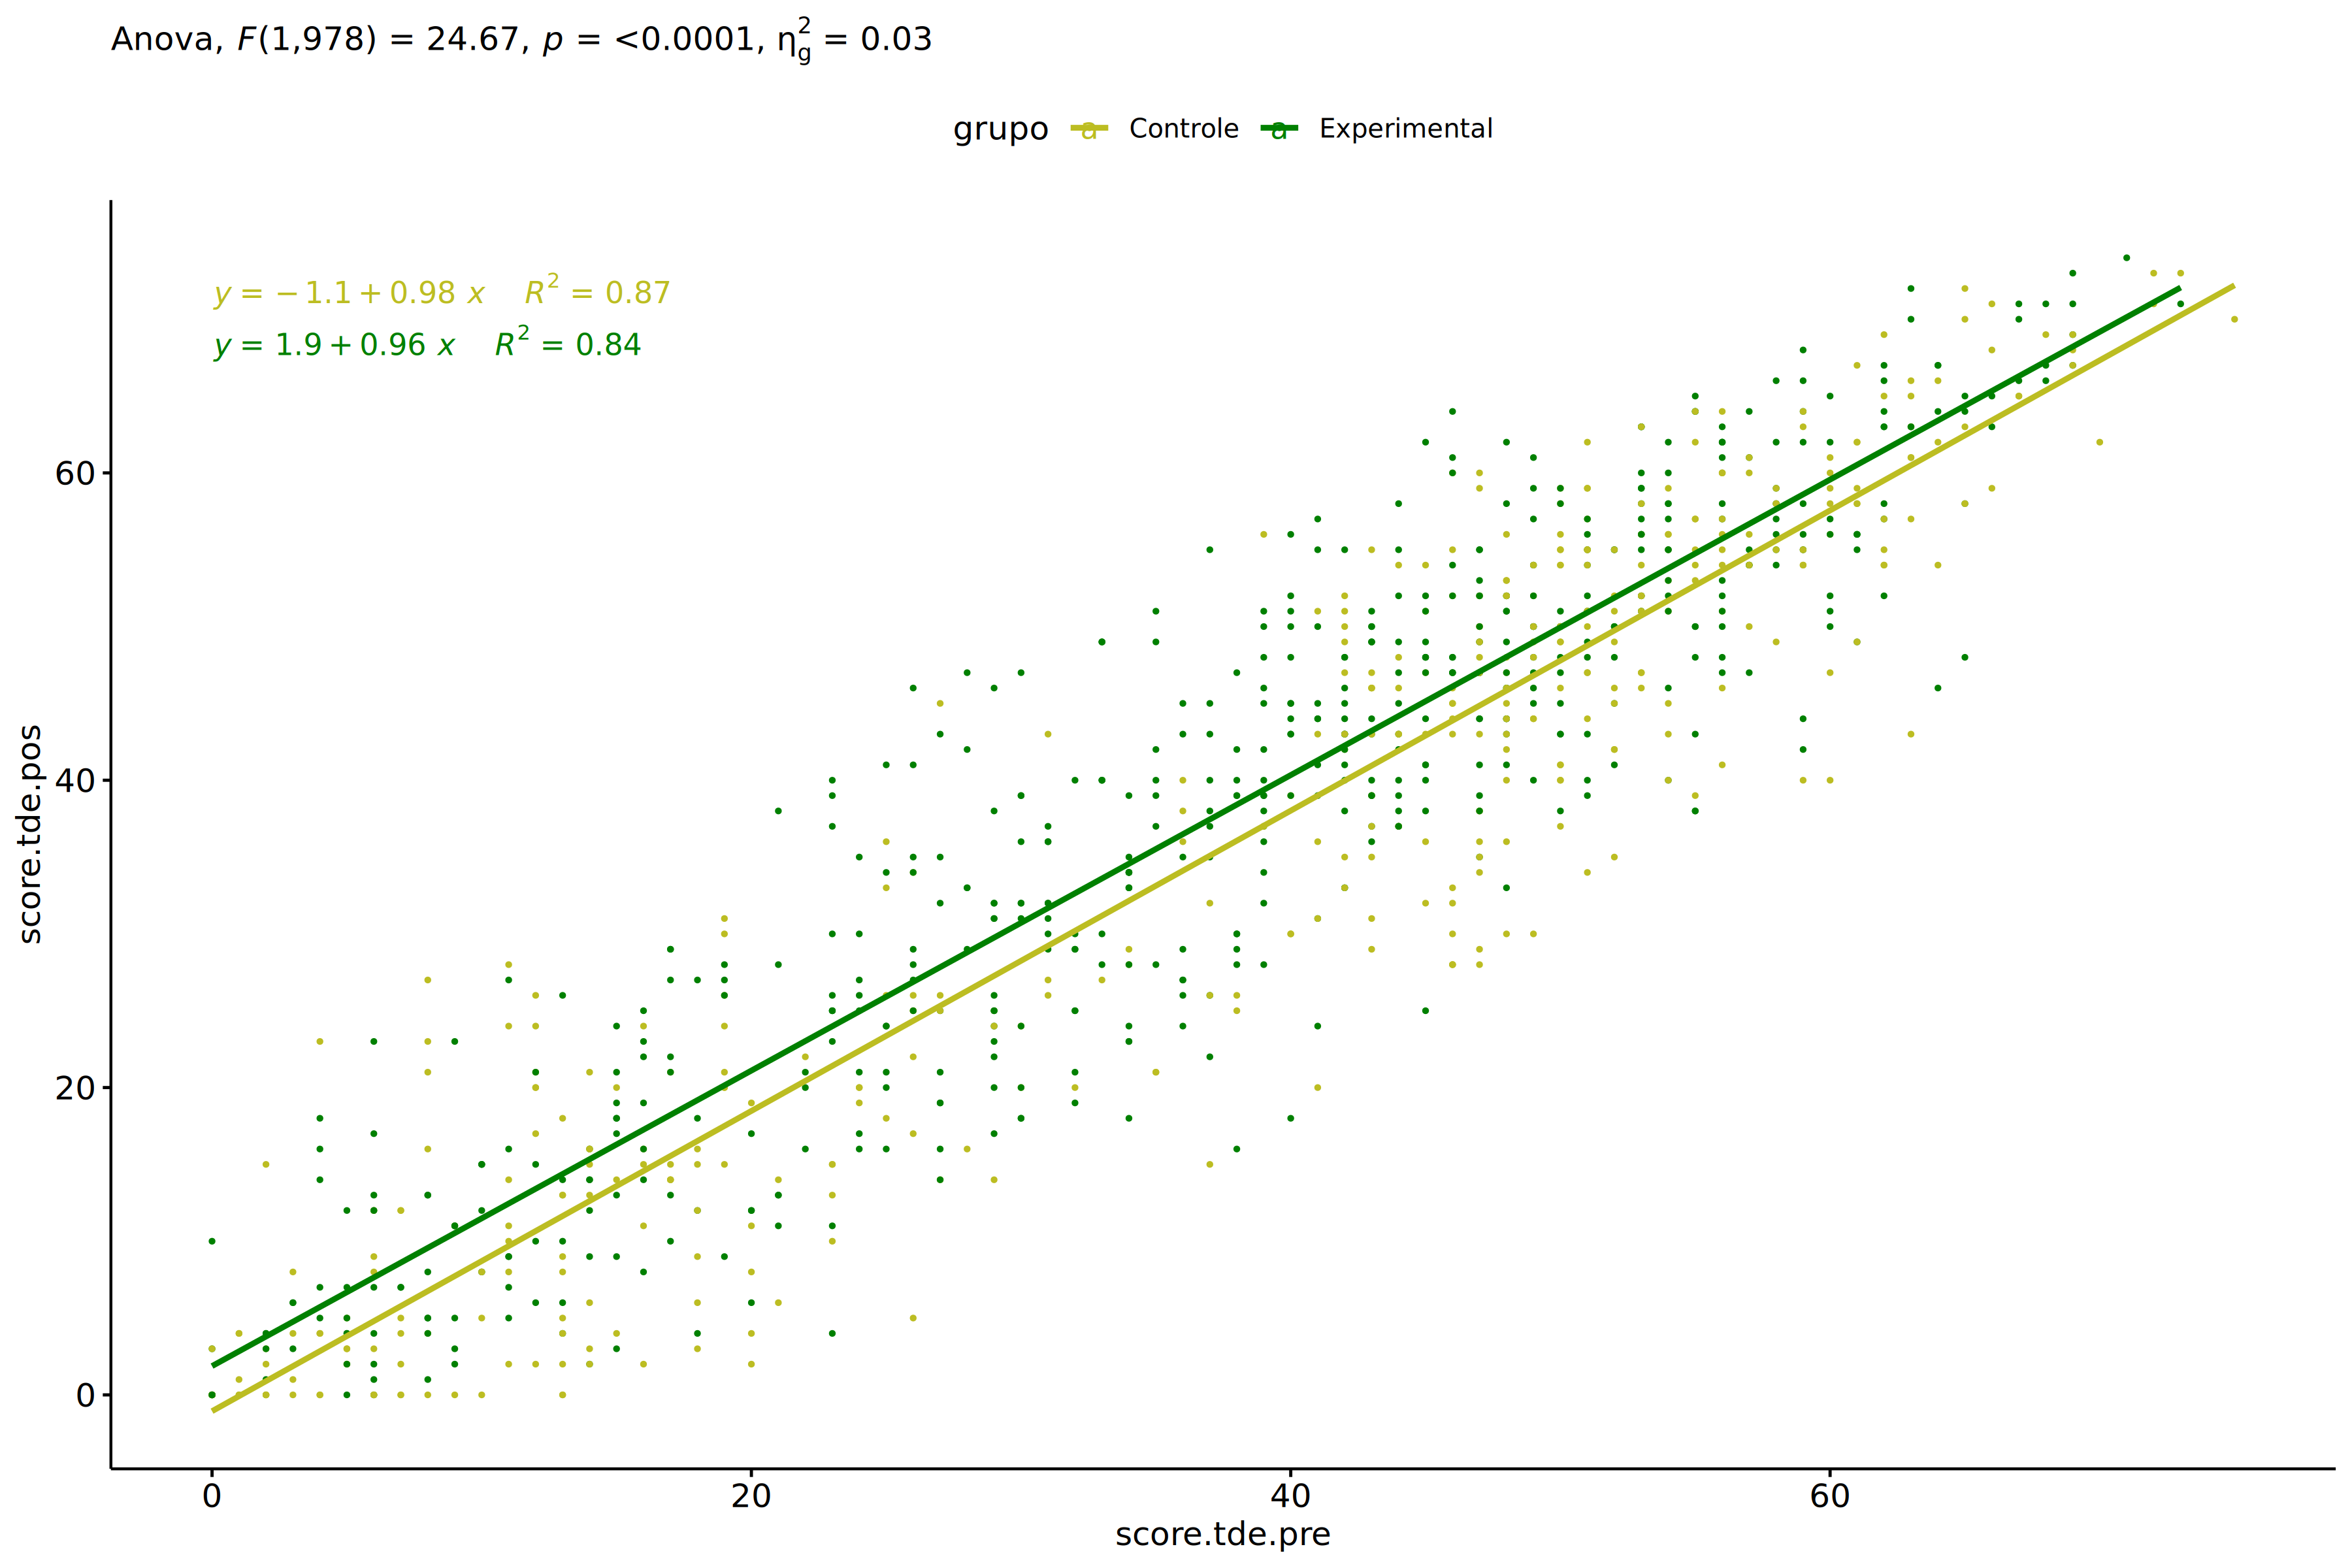 Anova, F(1,978) = 24.67, p = <0.0001, η²g = 0.03
grupo a Controle a Experimental
y = − 1.1 + 0.98 x R² = 0.87
y = 1.9 + 0.96 x R² = 0.84
60
40
20
0
score.tde.pos
0 20 40 60
score.tde.pre